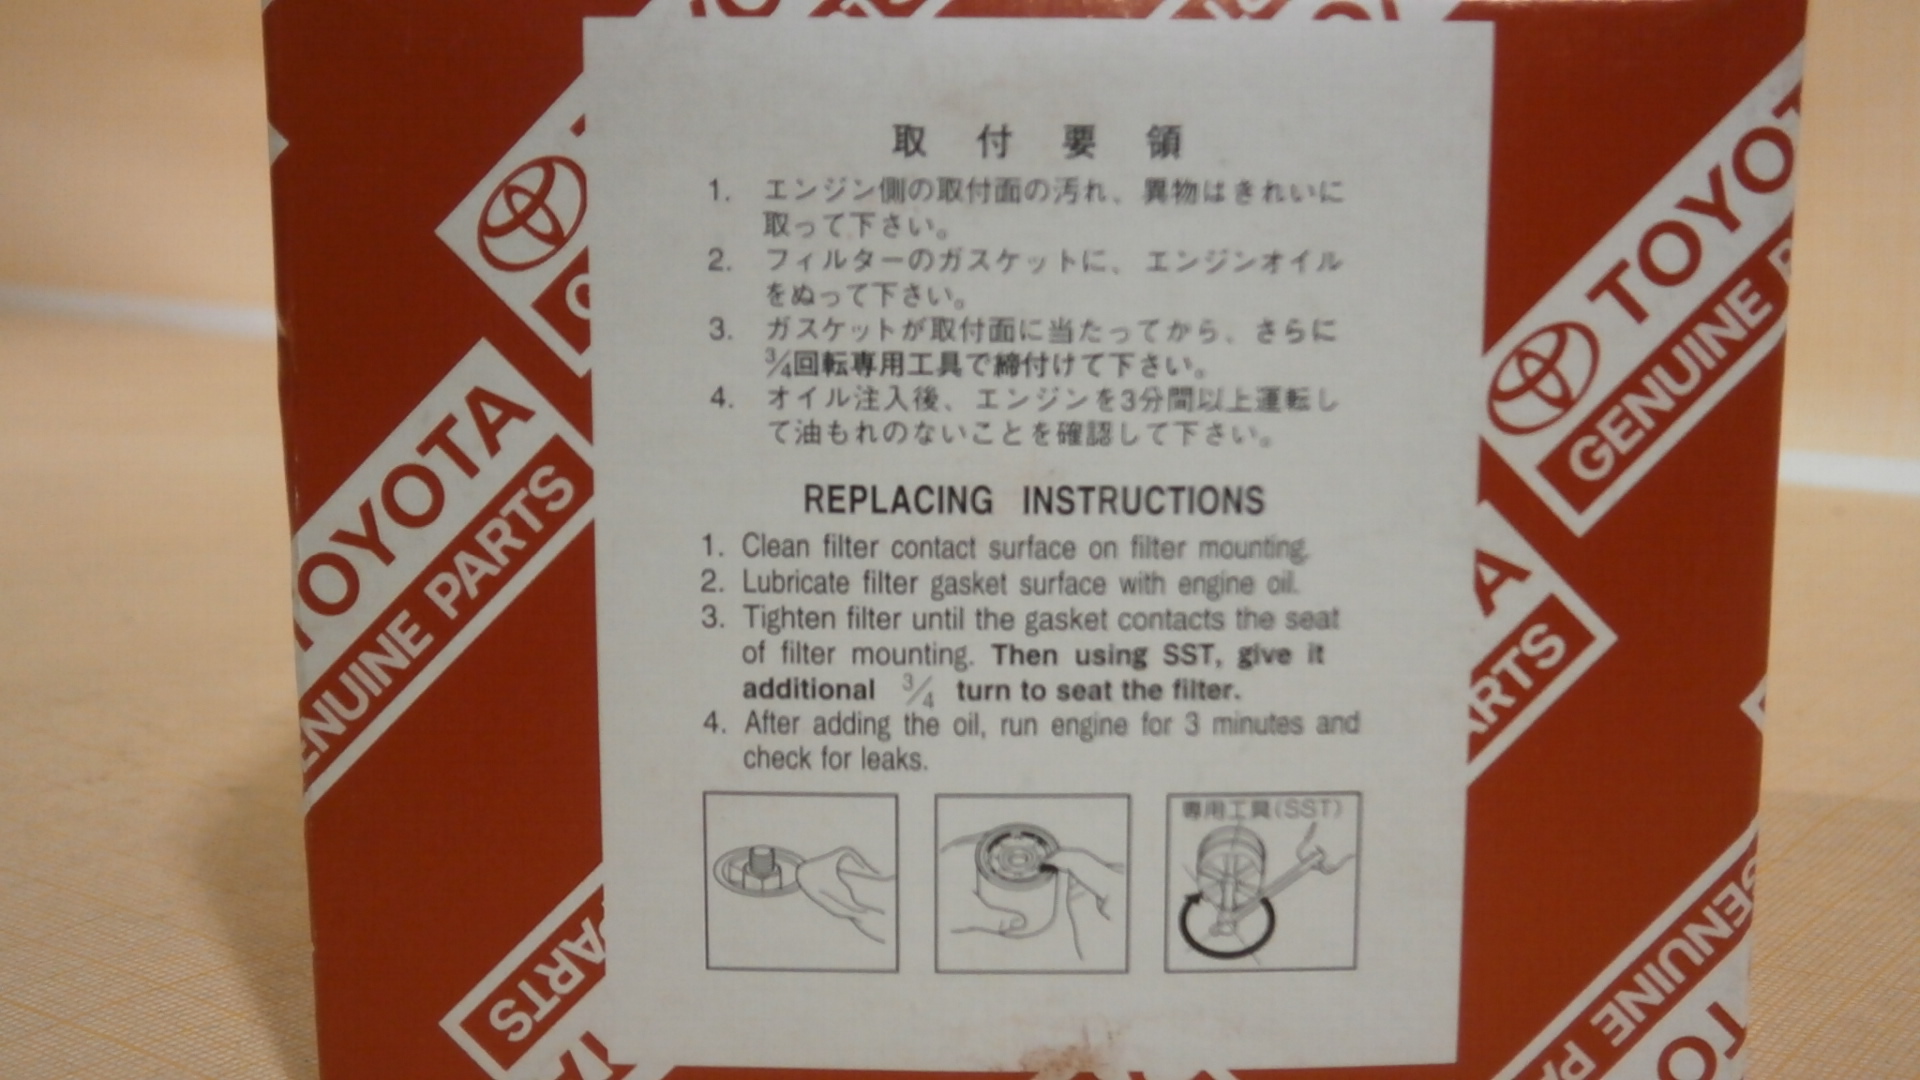 取付要領
1. エンジン側の取付面の汚れ、異物はきれいに
取って下さい。
2. フィルターのガスケットに、エンジンオイル
をぬって下さい。
3. ガスケットが取付面に当たってから、さらに
3/4回転専用工具で締付けて下さい。
4. オイル注入後、エンジンを3分間以上運転し
て油もれのないことを確認して下さい。
REPLACING INSTRUCTIONS
1. Clean filter contact surface on filter mounting.
2. Lubricate filter gasket surface with engine oil.
3. Tighten filter until the gasket contacts the seat
of filter mounting. Then using SST, give it
additional 3/4 turn to seat the filter.
4. After adding the oil, run engine for 3 minutes and
check for leaks.
専用工具(SST)
TOYOTA
GENUINE PARTS
TOYOT
GENUINE P
A
ARTS
PARTS
GENUINE PA
TO